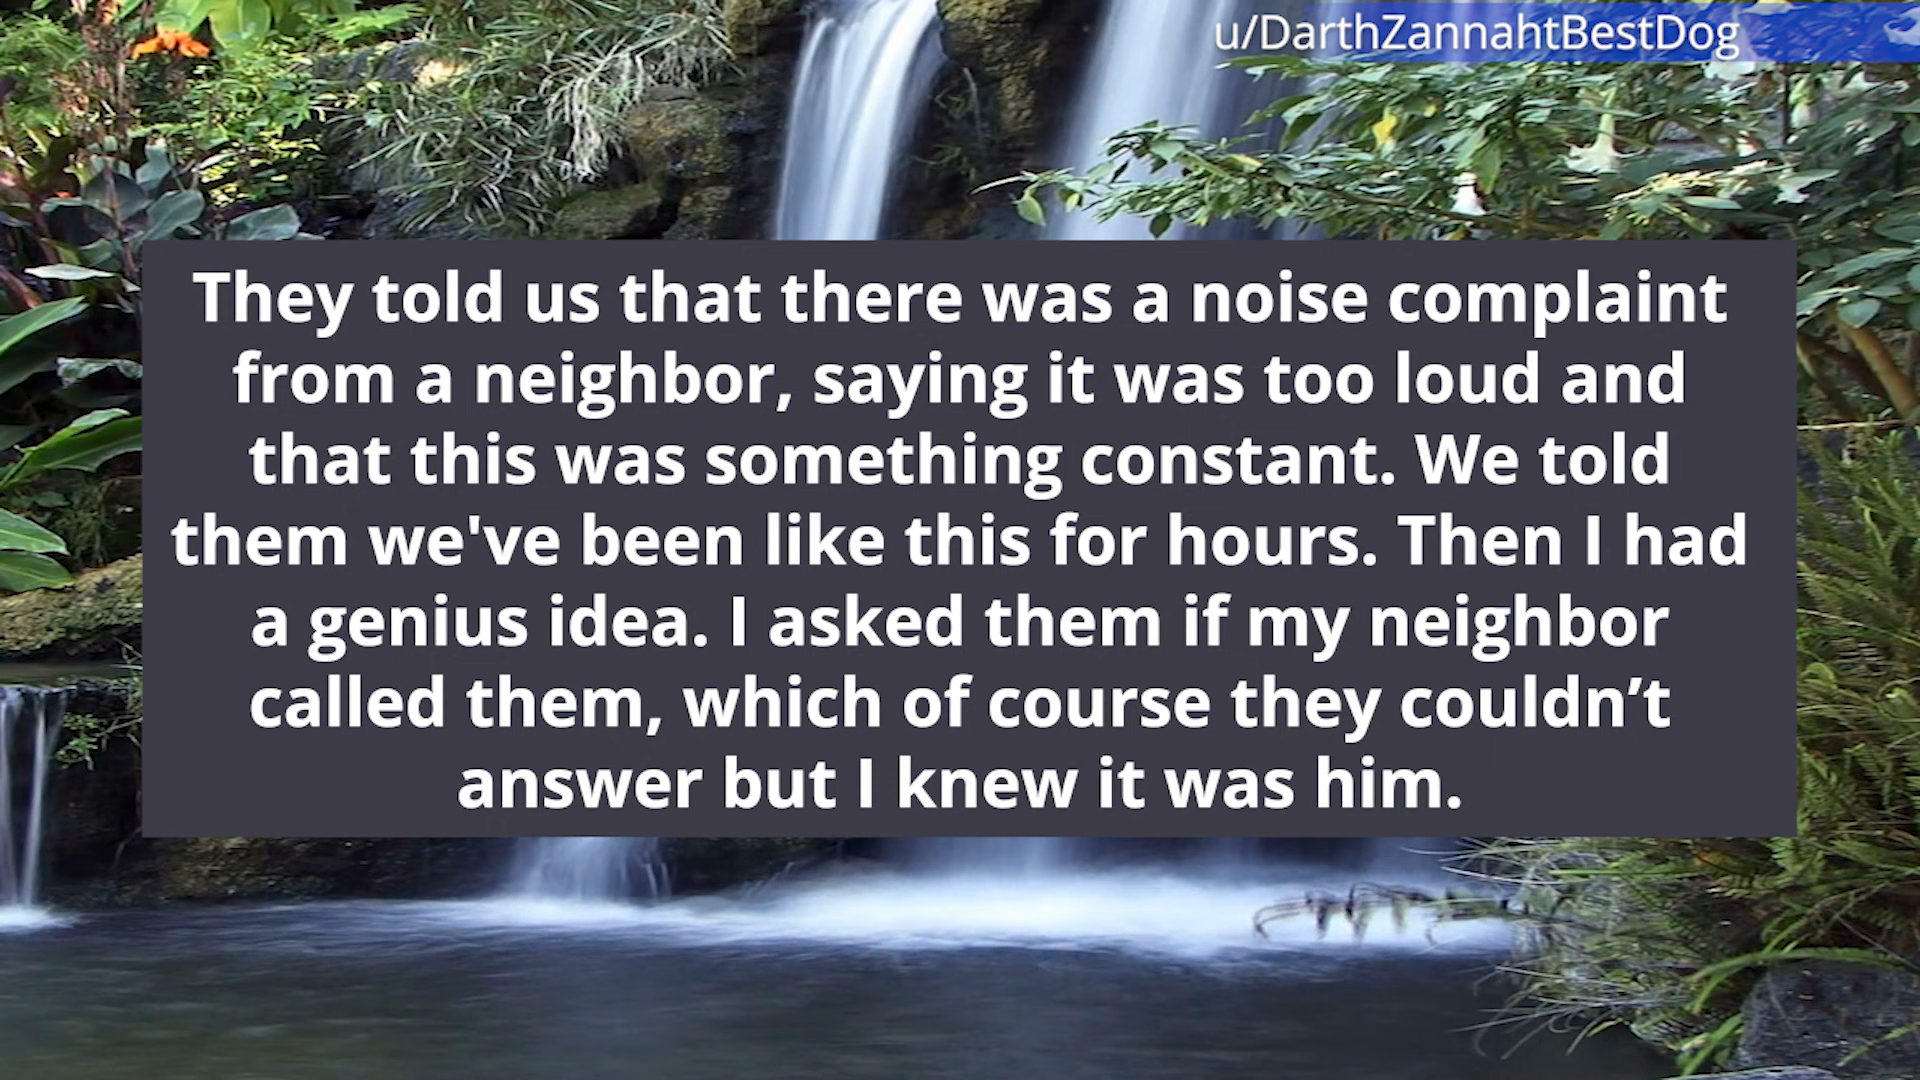 u/DarthZannahtBestDog
They told us that there was a noise complaint
from a neighbor, saying it was too loud and
that this was something constant. We told
them we've been like this for hours. Then I had
a genius idea. I asked them if my neighbor
called them, which of course they couldn’t
answer but I knew it was him.